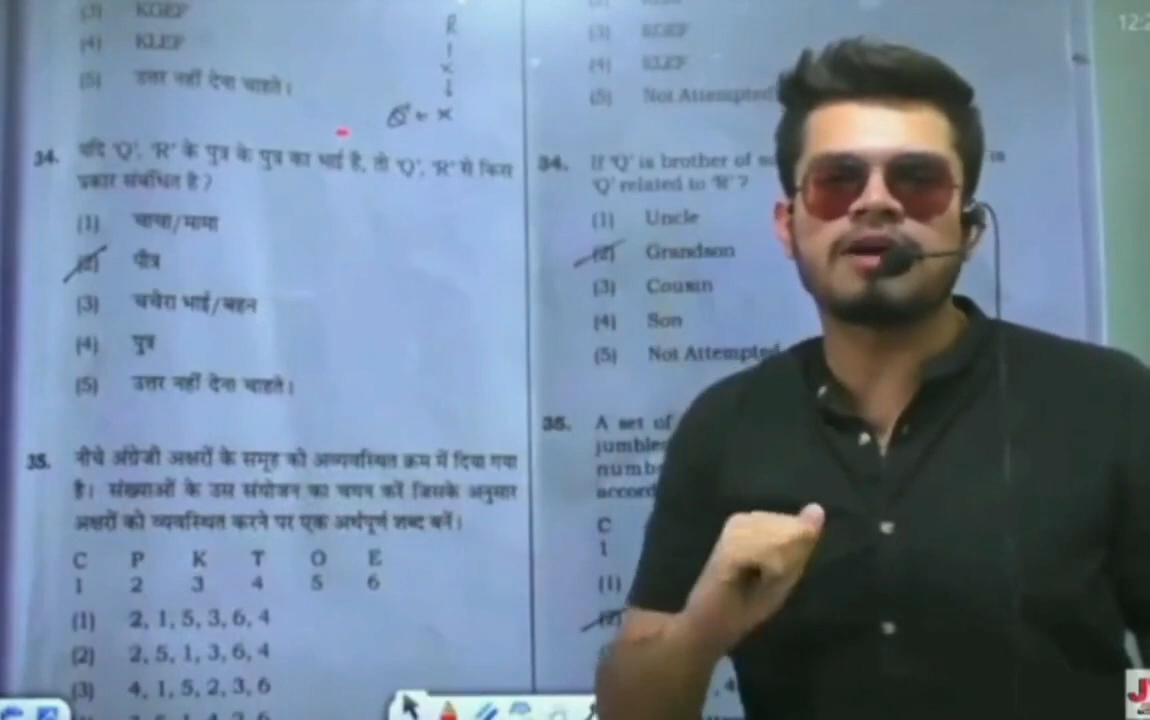 (3) KGEF
(4) KLEF
(5) उत्तर नहीं देना चाहते।
34. यदि 'Q', 'R' के पुत्र के पुत्र का भाई है, तो 'Q', 'R' से किस
प्रकार संबंधित है ?
(1) चाचा/मामा
(2) पौत्र
(3) चचेरा भाई/बहन
(4) पुत्र
(5) उत्तर नहीं देना चाहते।
35. नीचे अंग्रेजी अक्षरों के समूह को अव्यवस्थित क्रम में दिया गया
है। संख्याओं के उस संयोजन का चयन करें जिसके अनुसार
अक्षरों को व्यवस्थित करने पर एक अर्थपूर्ण शब्द बनें।
C P K T O E
1 2 3 4 5 6
(1) 2, 1, 5, 3, 6, 4
(2) 2, 5, 1, 3, 6, 4
(3) 4, 1, 5, 2, 3, 6
R
x
Q ↔ x
(3) KGEF
(4) KLEF
(5) Not Attempted
34. If 'Q' is brother of
'Q' related to 'R' ?
(1) Uncle
(2) Grandson
(3) Cousin
(4) Son
(5) Not Attempted
35. A set of
C
1
(1)
(2)